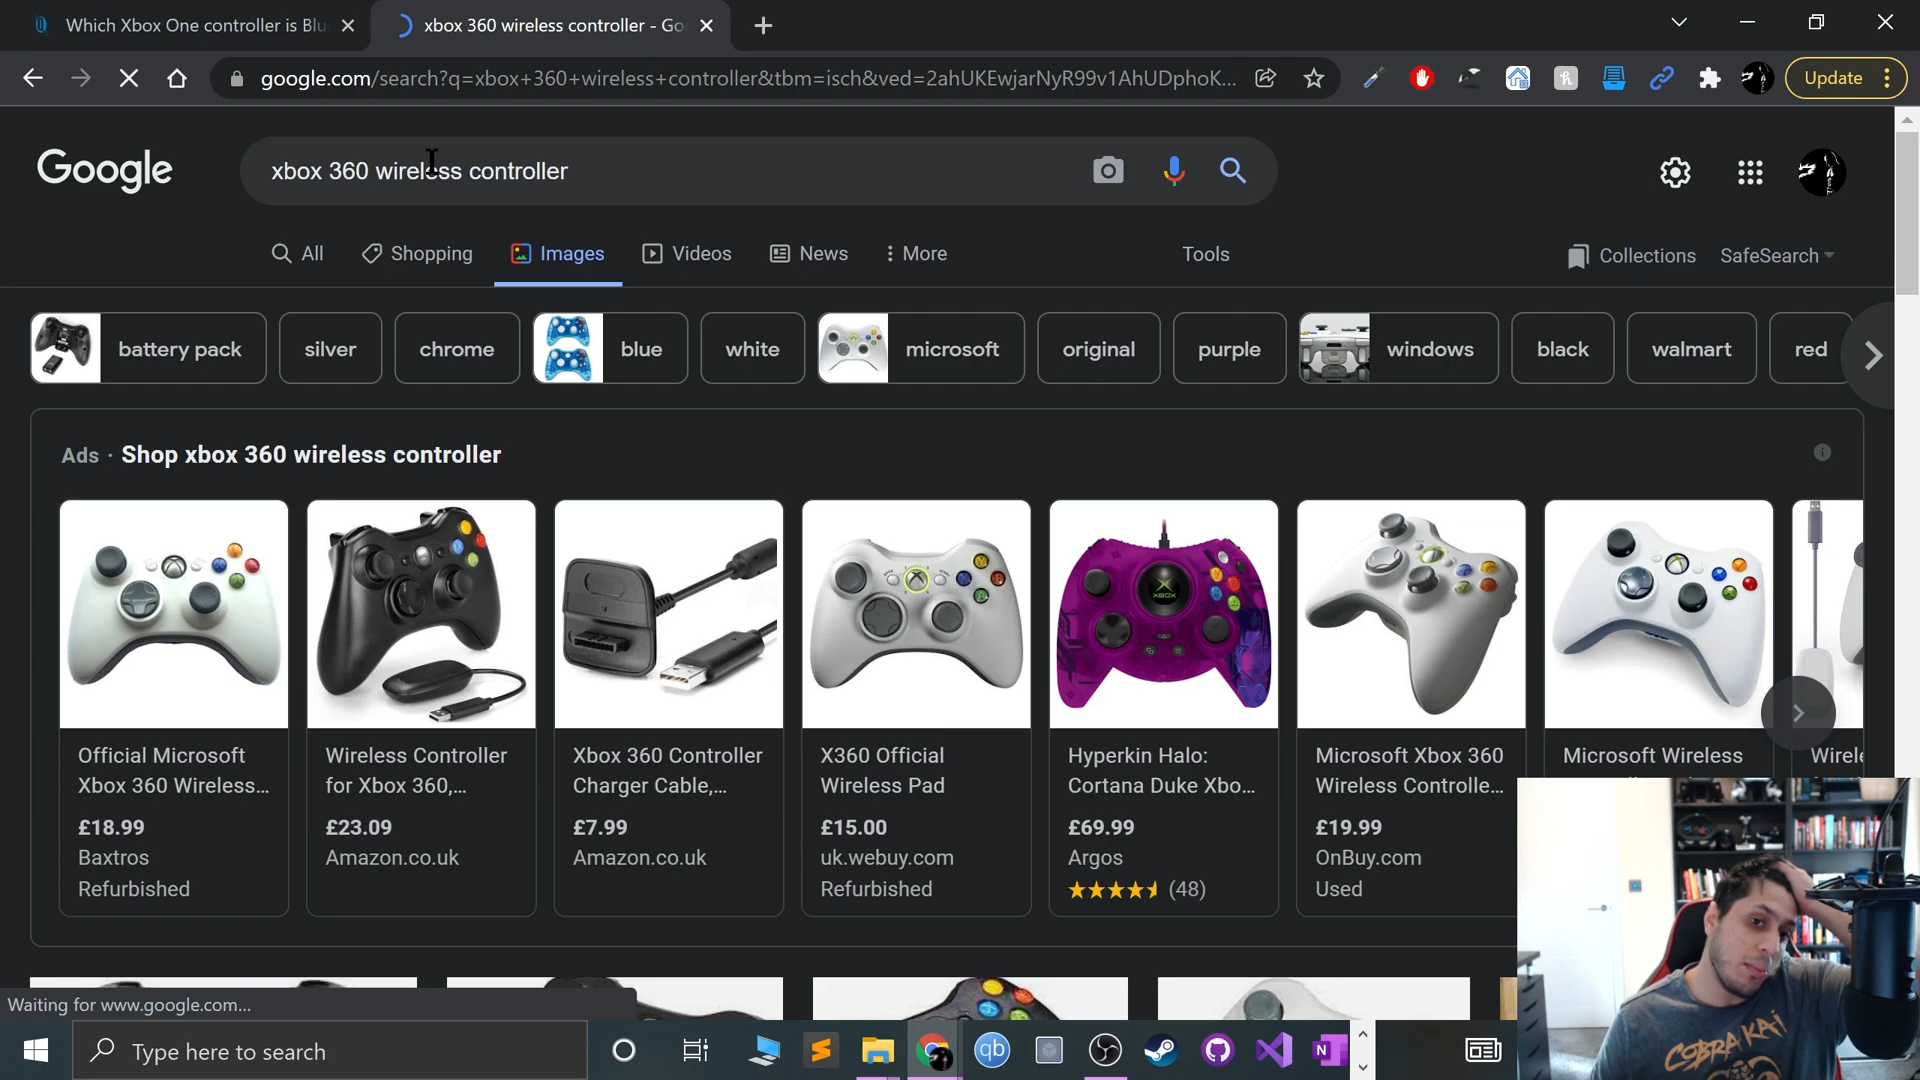 Which Xbox One controller is Blu
xbox 360 wireless controller - Go
google.com/search?q=xbox+360+wireless+controller&tbm=isch&ved=2ahUKEwjarNyR99v1AhUDphoK...
Update
Google
xbox 360 wireless controller
All
Shopping
Images
Videos
News
More
Tools
Collections
SafeSearch
battery pack
silver
chrome
blue
white
microsoft
original
purple
windows
black
walmart
red
Ads · Shop xbox 360 wireless controller
Official Microsoft
Xbox 360 Wireless...
£18.99
Baxtros
Refurbished
Wireless Controller
for Xbox 360,...
£23.09
Amazon.co.uk
Xbox 360 Controller
Charger Cable,...
£7.99
Amazon.co.uk
X360 Official
Wireless Pad
£15.00
uk.webuy.com
Refurbished
XBOX
Hyperkin Halo:
Cortana Duke Xbo...
£69.99
Argos
(48)
Microsoft Xbox 360
Wireless Controlle...
£19.99
OnBuy.com
Used
Microsoft Wireless
Wirele
Waiting for www.google.com...
Type here to search
qb
N
COBRA KAI